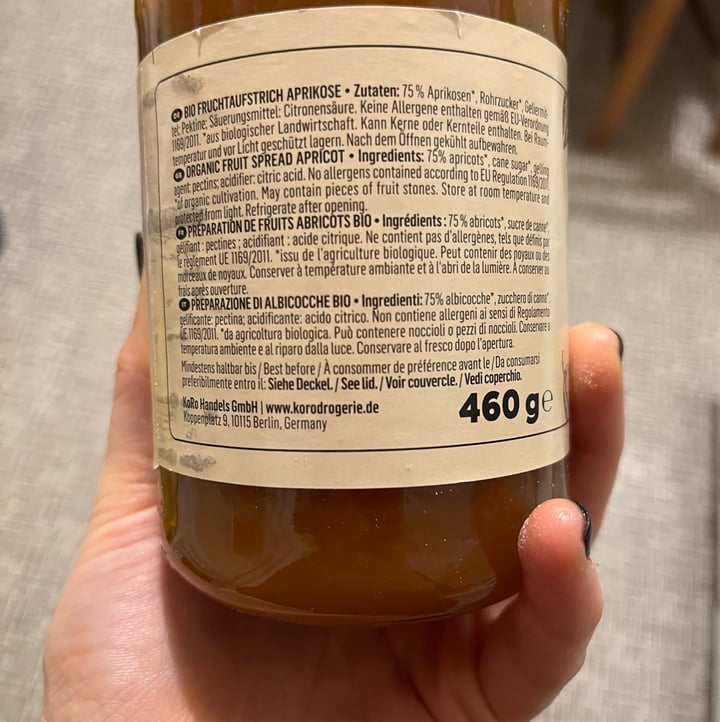 DE BIO FRUCHTAUFSTRICH APRIKOSE • Zutaten: 75% Aprikosen*, Rohrzucker*, Geliermit-
tel: Pektine; Säuerungsmittel: Citronensäure. Keine Allergene enthalten gemäß EU-Verordnung
1169/2011. *aus biologischer Landwirtschaft. Kann Kerne oder Kernteile enthalten. Bei Raum-
temperatur und vor Licht geschützt lagern. Nach dem Öffnen gekühlt aufbewahren.
GB ORGANIC FRUIT SPREAD APRICOT • Ingredients: 75% apricots*, cane sugar*, gelling
agent: pectins; acidifier: citric acid. No allergens contained according to EU Regulation 1169/2011.
*of organic cultivation. May contain pieces of fruit stones. Store at room temperature and
protected from light. Refrigerate after opening.
FR PRÉPARATION DE FRUITS ABRICOTS BIO • Ingrédients : 75% abricots*, sucre de canne*,
gélifiant : pectines ; acidifiant : acide citrique. Ne contient pas d'allergènes, tels que définis par
le règlement UE 1169/2011. *issu de l'agriculture biologique. Peut contenir des noyaux ou des
morceaux de noyaux. Conserver à température ambiante et à l'abri de la lumière. À conserver au
frais après ouverture.
IT PREPARAZIONE DI ALBICOCCHE BIO • Ingredienti: 75% albicocche*, zucchero di canna*,
gelificante: pectina; acidificante: acido citrico. Non contiene allergeni ai sensi di Regolamento
UE 1169/2011. *da agricoltura biologica. Può contenere noccioli o pezzi di noccioli. Conservare a
temperatura ambiente e al riparo dalla luce. Conservare al fresco dopo l'apertura.
Mindestens haltbar bis / Best before / À consommer de préférence avant le / Da consumarsi
preferibilmente entro il: Siehe Deckel. / See lid. / Voir couvercle. / Vedi coperchio.
KoRo Handels GmbH | www.korodrogerie.de
Koppenplatz 9, 10115 Berlin, Germany
460 g e